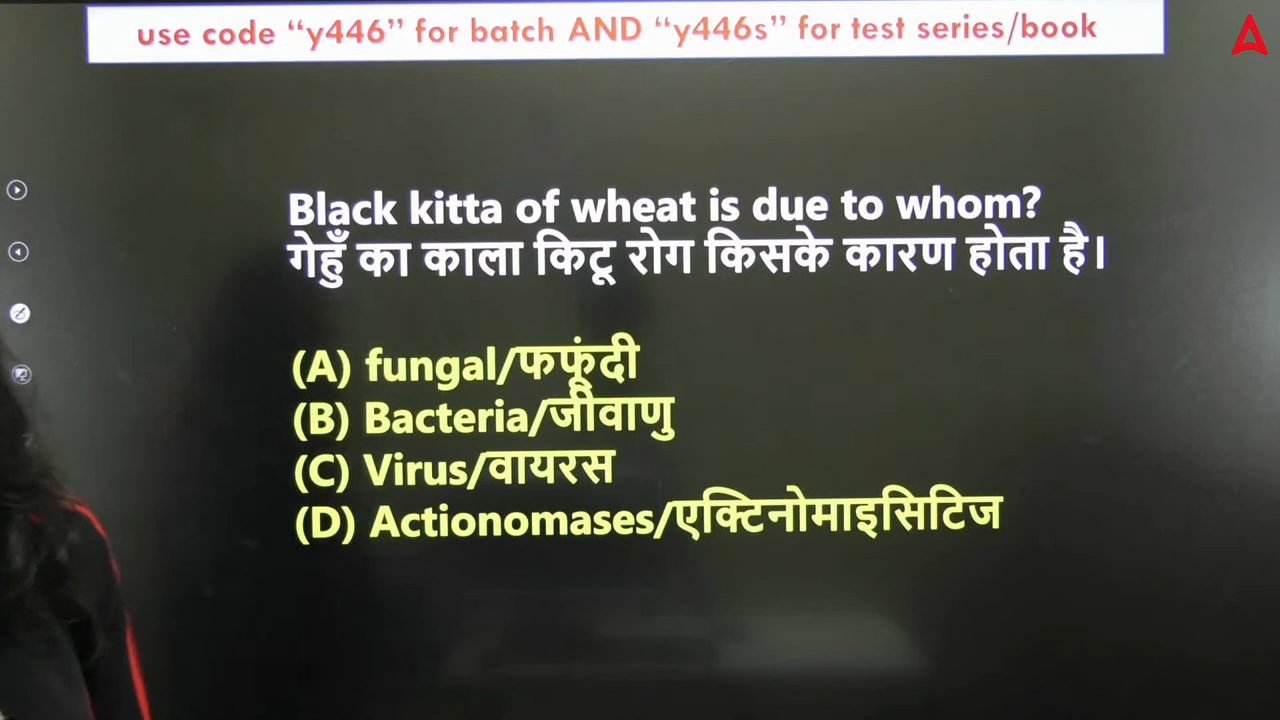 use code “y446” for batch AND “y446s” for test series/book
Black kitta of wheat is due to whom?
गेहुँ का काला किटू रोग किसके कारण होता है।
(A) fungal/फफूंदी
(B) Bacteria/जीवाणु
(C) Virus/वायरस
(D) Actionomases/एक्टिनोमाइसिटिज